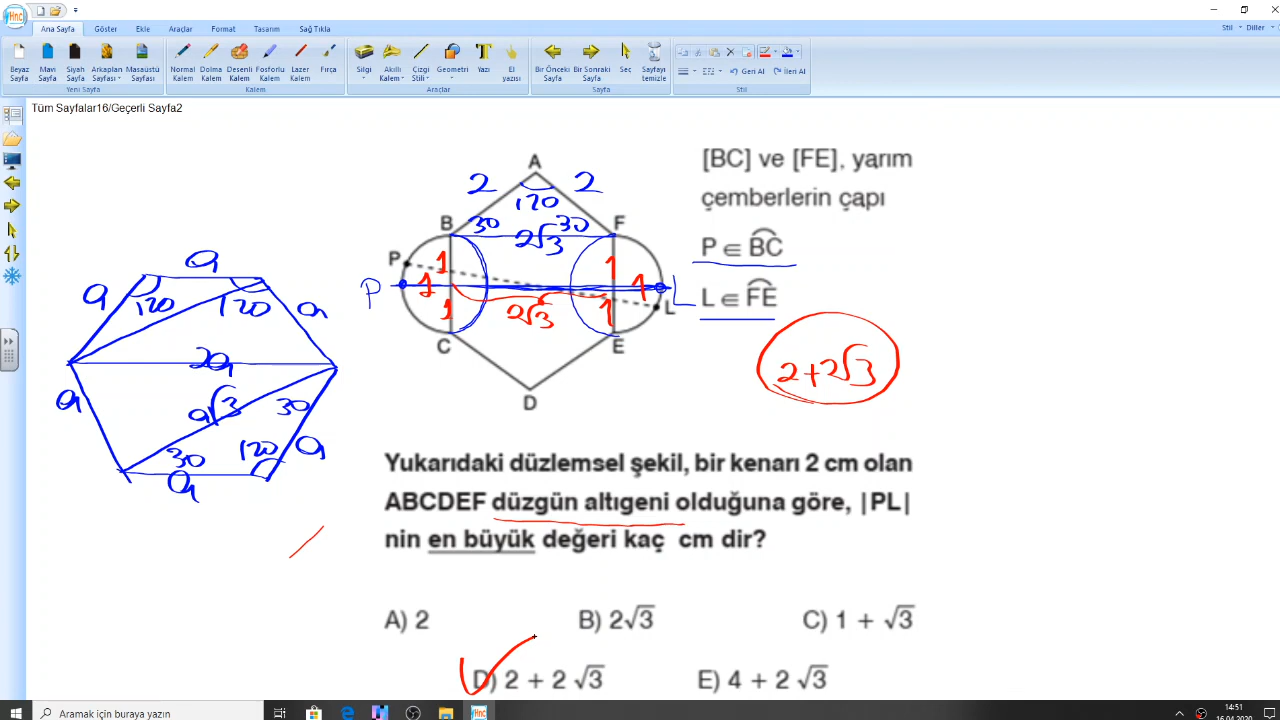 Ana Sayfa Göster Ekle Araçlar Format Tasarım Sağ Tıkla
Stil Diller
Beyaz Sayfa Mavi Sayfa Siyah Sayfa Arkaplan Sayfası Masaüstü Sayfası
Normal Kalem Dolma Kalem Desenli Kalem Fosforlu Kalem Lazer Kalem Fırça
Silgi Akıllı Kalem Çizgi Stili Geometri Yazı El yazısı
Bir Önceki Sayfa Bir Sonraki Sayfa Seç Sayfayı temizle
Geri Al İleri Al
Yeni Sayfa Kalem Araçlar Sayfa Stil
Tüm Sayfalar16/Geçerli Sayfa2
[BC] ve [FE], yarım
çemberlerin çapı
P ∈ BC
L ∈ FE
A
2 2
120
B 30 30 F
2√3
P 1 1
P 1 1 L
1 2√3 1 L
C E
D
a
a 120 120 a
2a
a a√3 30
30 120 a
a
2+2√3
Yukarıdaki düzlemsel şekil, bir kenarı 2 cm olan
ABCDEF düzgün altıgeni olduğuna göre, |PL|
nin en büyük değeri kaç cm dir?
A) 2 B) 2√3 C) 1 + √3
D) 2 + 2 √3 E) 4 + 2 √3
Aramak için buraya yazın
14:51
16.04.2020